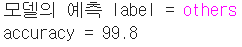 모델의 예측 label = others
accuracy = 99.8